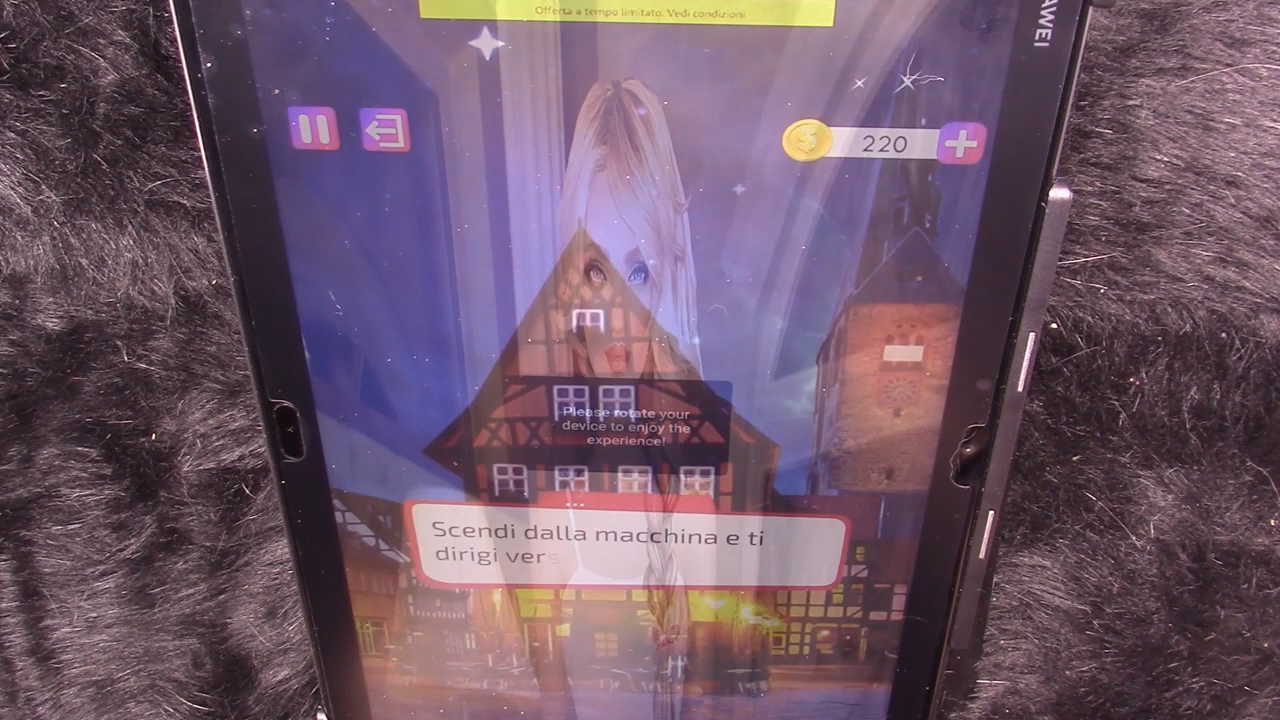 Offerta a tempo limitato. Vedi condizioni
AWEI
220
Please rotate your
device to enjoy the
experience!
Scendi dalla macchina e ti
dirigi vers